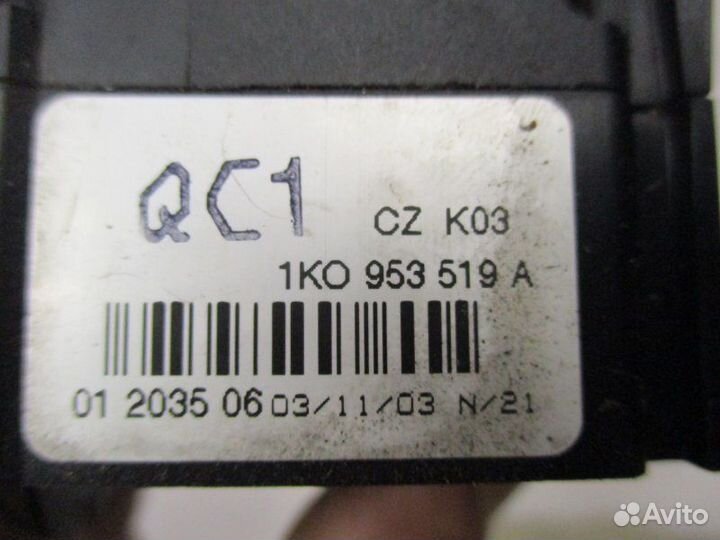 QC1
CZ K03
1KO 953 519 A
01 2035 06 03/11/03 N/21
Avito